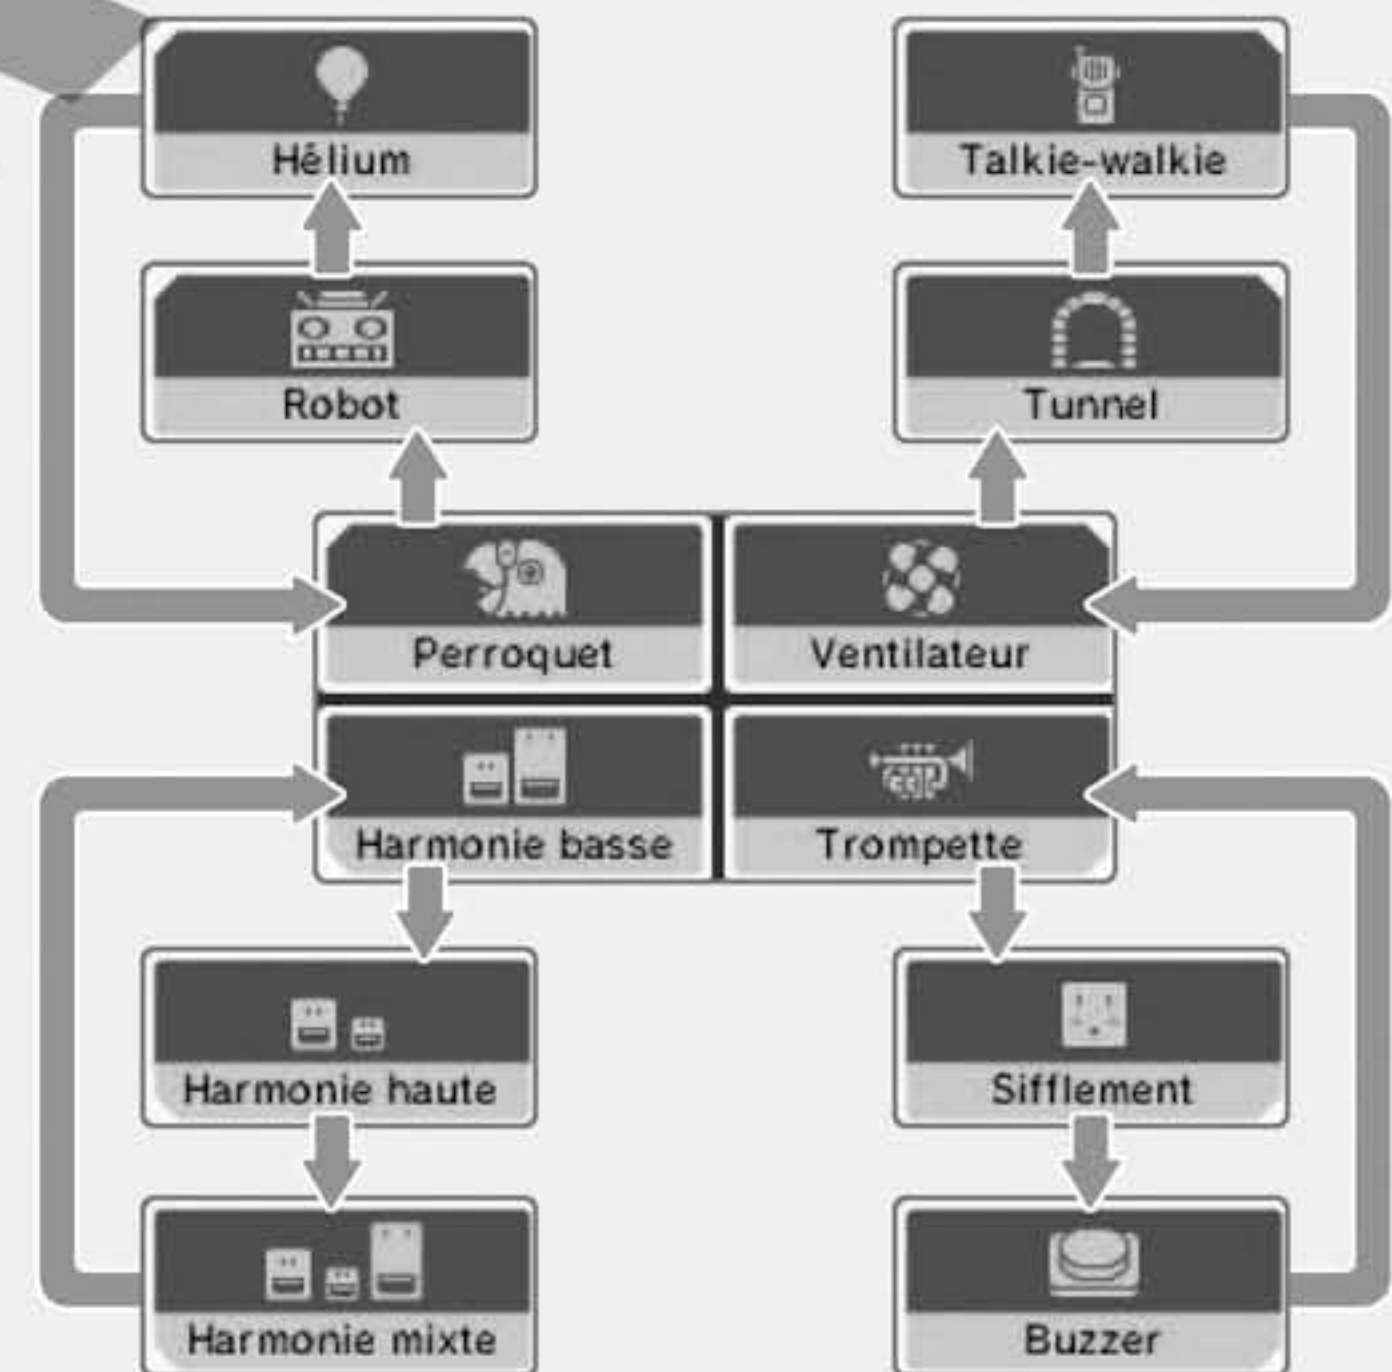 Hélium
Talkie-walkie
Robot
Tunnel
Perroquet
Ventilateur
Harmonie basse
Trompette
Harmonie haute
Sifflement
Harmonie mixte
Buzzer